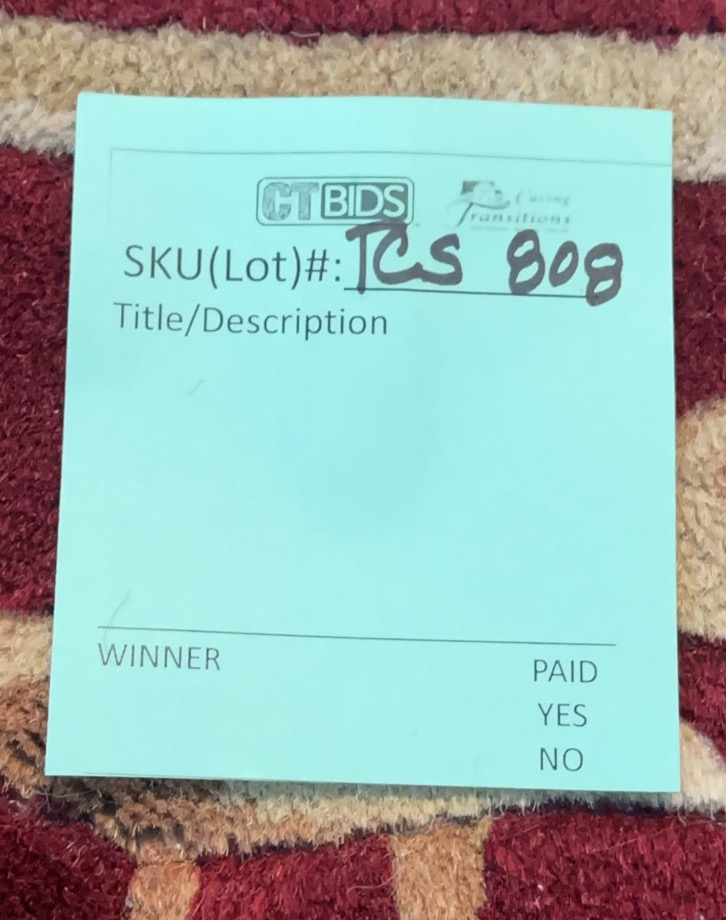 CTBIDS
Caring
Transitions
SKU(Lot)#: TCS 808
Title/Description
WINNER
PAID
YES
NO